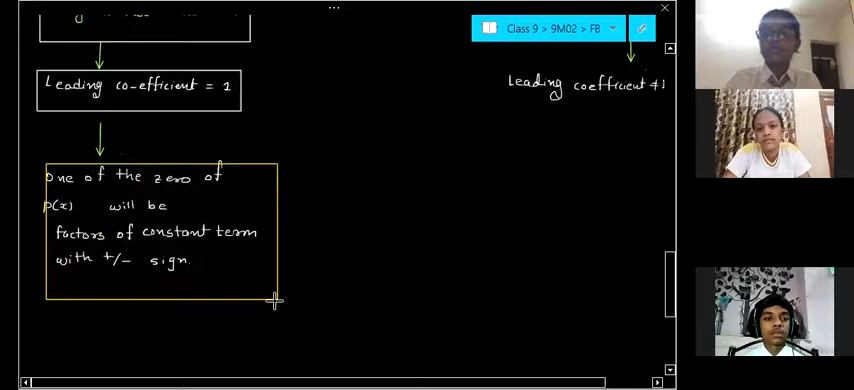 Class 9 > 9M02 > FB
Leading co-efficient = 1
Leading coefficient ≠ 1
one of the zero of
p(x) will be
factors of constant term
with +/- sign.